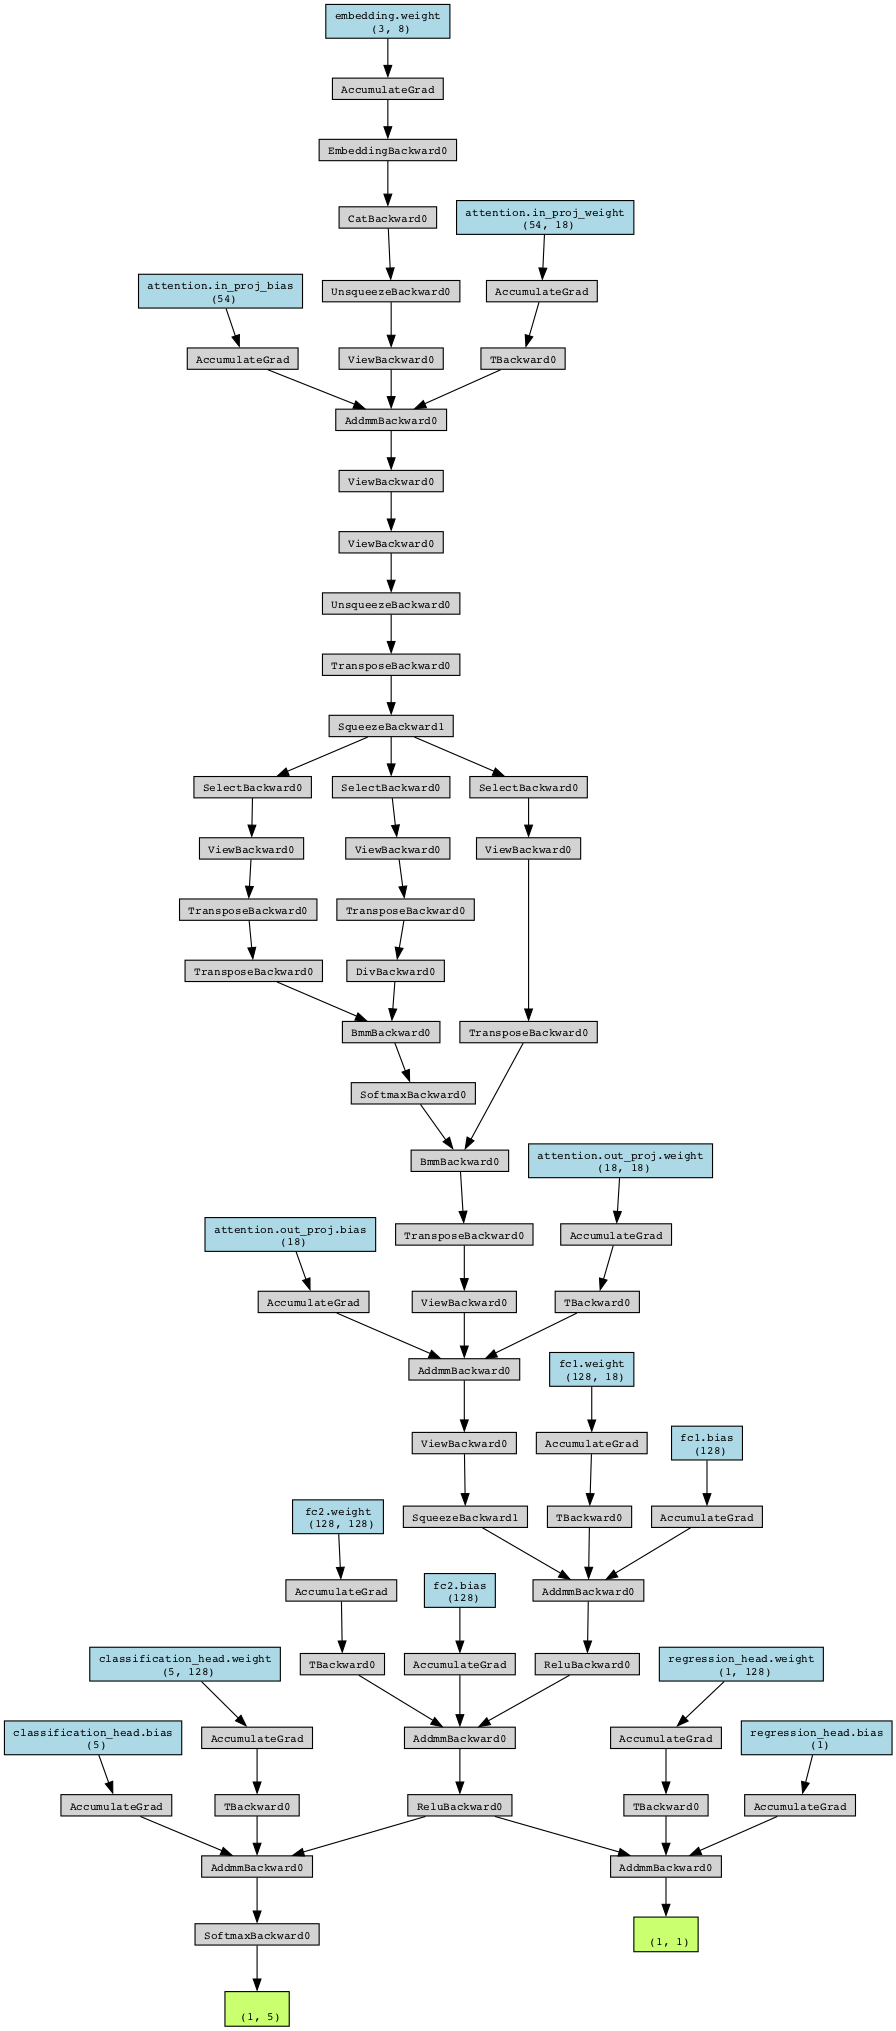 embedding.weight
(3, 8)
AccumulateGrad
EmbeddingBackward0
CatBackward0
attention.in_proj_weight
(54, 18)
attention.in_proj_bias
(54)
UnsqueezeBackward0
AccumulateGrad
AccumulateGrad
ViewBackward0
TBackward0
AddmmBackward0
ViewBackward0
ViewBackward0
UnsqueezeBackward0
TransposeBackward0
SqueezeBackward1
SelectBackward0
SelectBackward0
SelectBackward0
ViewBackward0
ViewBackward0
ViewBackward0
TransposeBackward0
TransposeBackward0
TransposeBackward0
DivBackward0
BmmBackward0
TransposeBackward0
SoftmaxBackward0
BmmBackward0
attention.out_proj.weight
(18, 18)
attention.out_proj.bias
(18)
TransposeBackward0
AccumulateGrad
AccumulateGrad
ViewBackward0
TBackward0
AddmmBackward0
fc1.weight
(128, 18)
ViewBackward0
AccumulateGrad
fc1.bias
(128)
fc2.weight
(128, 128)
SqueezeBackward1
TBackward0
AccumulateGrad
AccumulateGrad
fc2.bias
(128)
AddmmBackward0
classification_head.weight
(5, 128)
TBackward0
AccumulateGrad
ReluBackward0
regression_head.weight
(1, 128)
classification_head.bias
(5)
AccumulateGrad
AddmmBackward0
AccumulateGrad
regression_head.bias
(1)
AccumulateGrad
TBackward0
ReluBackward0
TBackward0
AccumulateGrad
AddmmBackward0
AddmmBackward0
SoftmaxBackward0
(1, 1)
(1, 5)